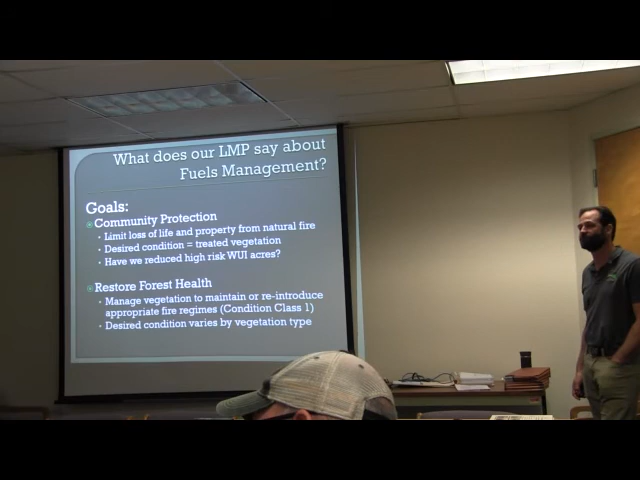 What does our LMP say about
Fuels Management?
Goals:
Community Protection
Limit loss of life and property from natural fire
Desired condition = treated vegetation
Have we reduced high risk WUI acres?
Restore Forest Health
Manage vegetation to maintain or re-introduce
appropriate fire regimes (Condition Class 1)
Desired condition varies by vegetation type